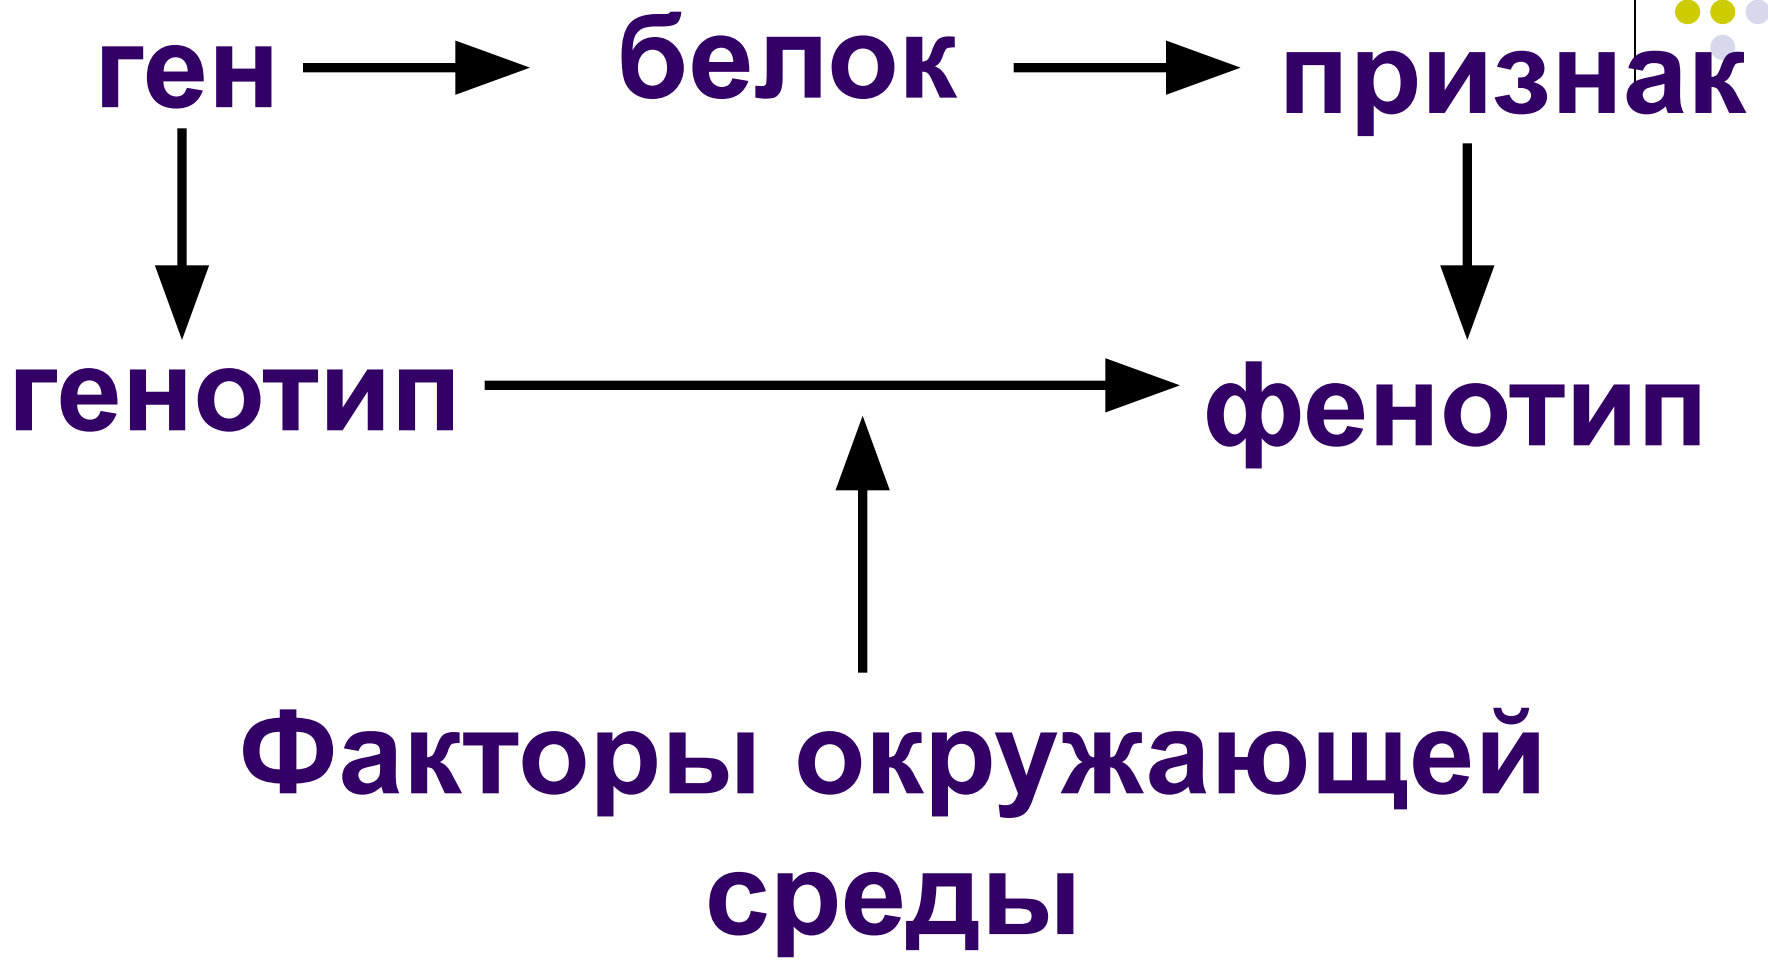 ген белок признак
генотип фенотип
Факторы окружающей
среды